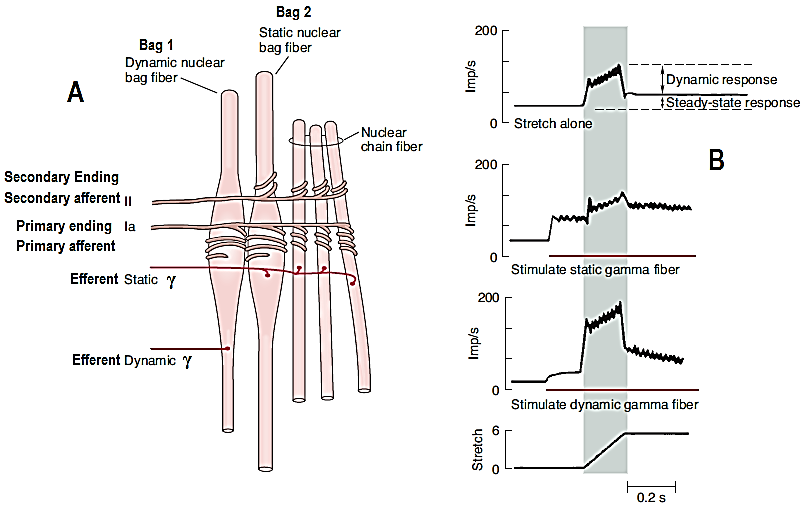 A
Bag 1
Dynamic nuclear
bag fiber
Bag 2
Static nuclear
bag fiber
Nuclear
chain fiber
Secondary Ending
Secondary afferent II
Primary ending Ia
Primary afferent
Efferent Static γ
Efferent Dynamic γ
B
200
Imp/s
0
Stretch alone
Dynamic response
Steady-state response
200
Imp/s
0
Stimulate static gamma fiber
200
Imp/s
0
Stimulate dynamic gamma fiber
6
Stretch
0
0.2 s